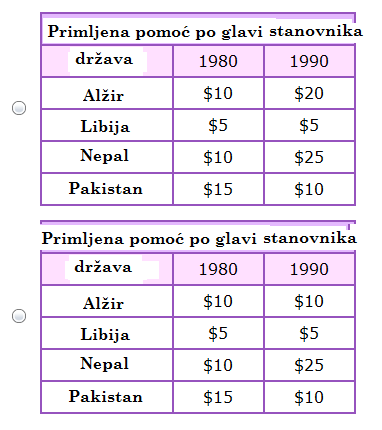 Primljena pomoć po glavi stanovnika
država 1980 1990
Alžir $10 $20
Libija $5 $5
Nepal $10 $25
Pakistan $15 $10
Primljena pomoć po glavi stanovnika
država 1980 1990
Alžir $10 $10
Libija $5 $5
Nepal $10 $25
Pakistan $15 $10